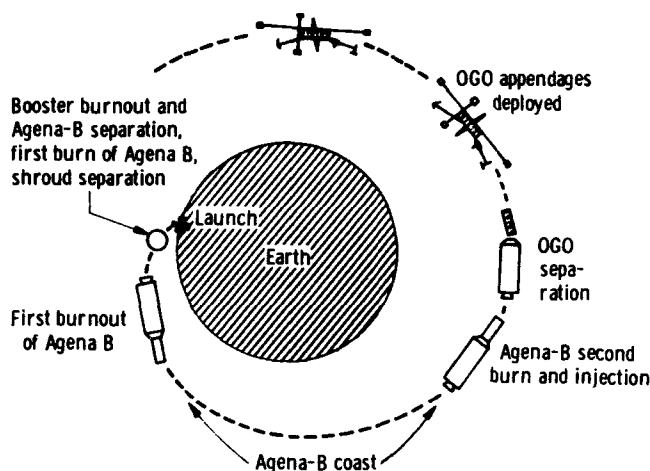 OGO appendages
deployed
Booster burnout and
Agena-B separation,
first burn of Agena B,
shroud separation
Launch
Earth
OGO
sepa-
ration
First burnout
of Agena B
Agena-B second
burn and injection
Agena-B coast